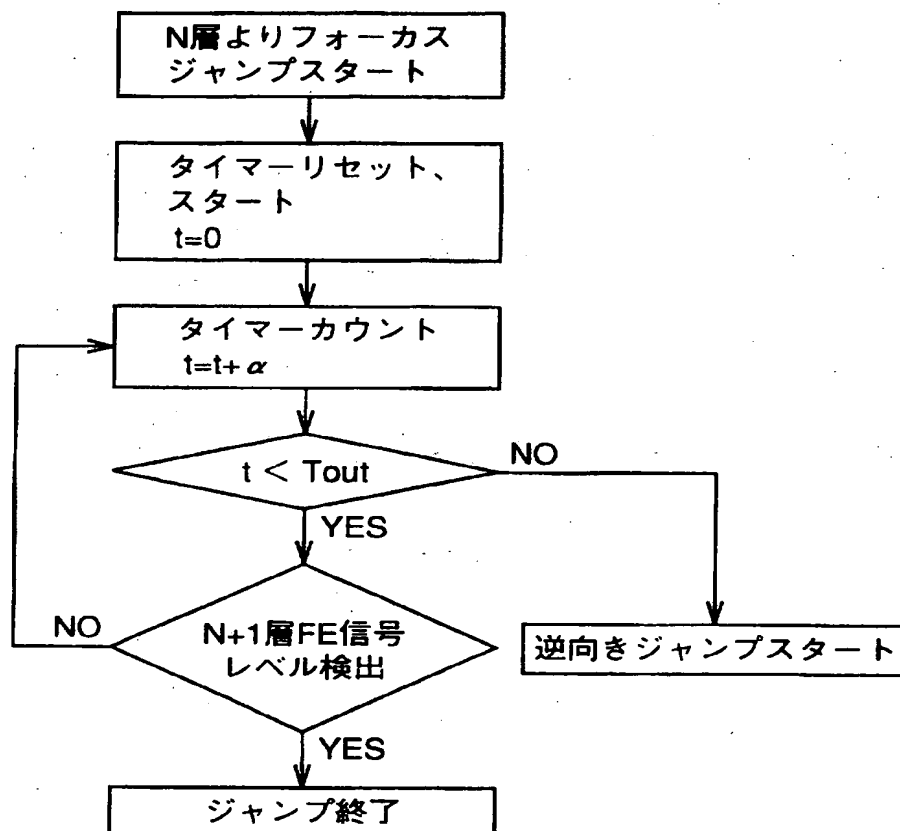 N層よりフォーカス
ジャンプスタート
タイマーリセット、
スタート
t=0
タイマーカウント
t=t+α
t < Tout
NO
YES
N+1層FE信号
レベル検出
NO
逆向きジャンプスタート
YES
ジャンプ終了